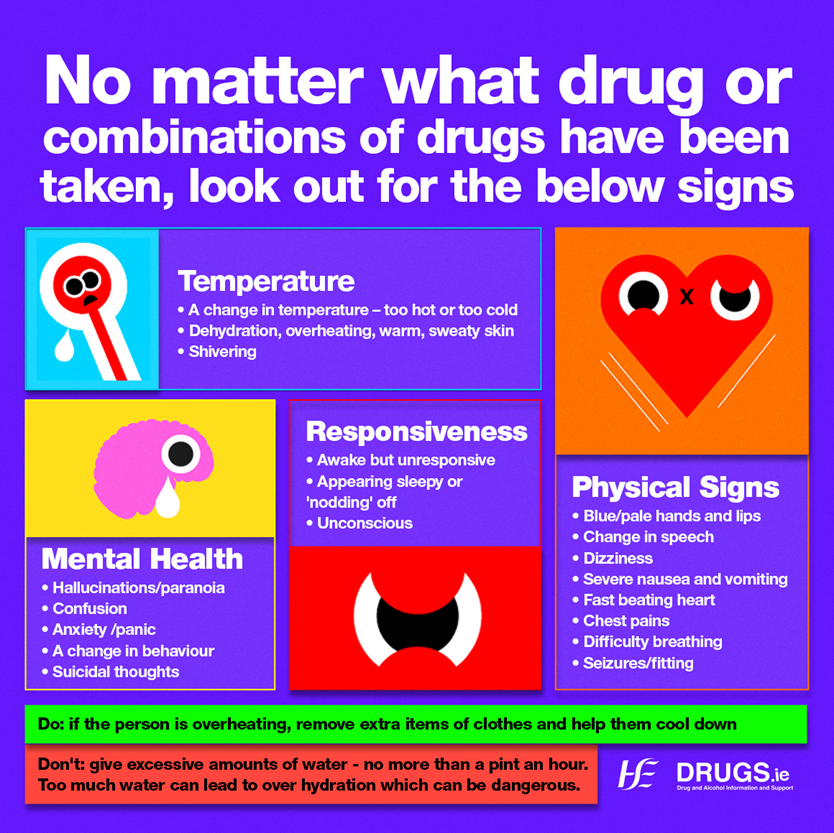 No matter what drug or
combinations of drugs have been
taken, look out for the below signs
Temperature
• A change in temperature – too hot or too cold
• Dehydration, overheating, warm, sweaty skin
• Shivering
Mental Health
• Hallucinations/paranoia
• Confusion
• Anxiety /panic
• A change in behaviour
• Suicidal thoughts
Responsiveness
• Awake but unresponsive
• Appearing sleepy or
'nodding' off
• Unconscious
x
Physical Signs
• Blue/pale hands and lips
• Change in speech
• Dizziness
• Severe nausea and vomiting
• Fast beating heart
• Chest pains
• Difficulty breathing
• Seizures/fitting
Do: if the person is overheating, remove extra items of clothes and help them cool down
Don't: give excessive amounts of water - no more than a pint an hour.
Too much water can lead to over hydration which can be dangerous.
HSE
DRUGS.ie
Drug and Alcohol Information and Support